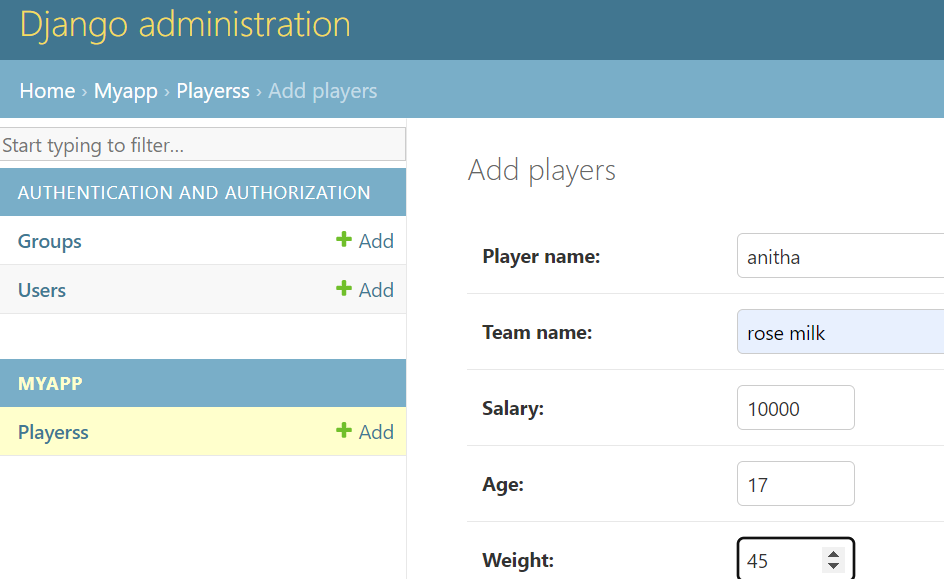 Django administration
Home › Myapp › Playerss › Add players
Start typing to filter...
AUTHENTICATION AND AUTHORIZATION
Groups + Add
Users + Add
MYAPP
Playerss + Add
Add players
Player name: anitha
Team name: rose milk
Salary: 10000
Age: 17
Weight: 45